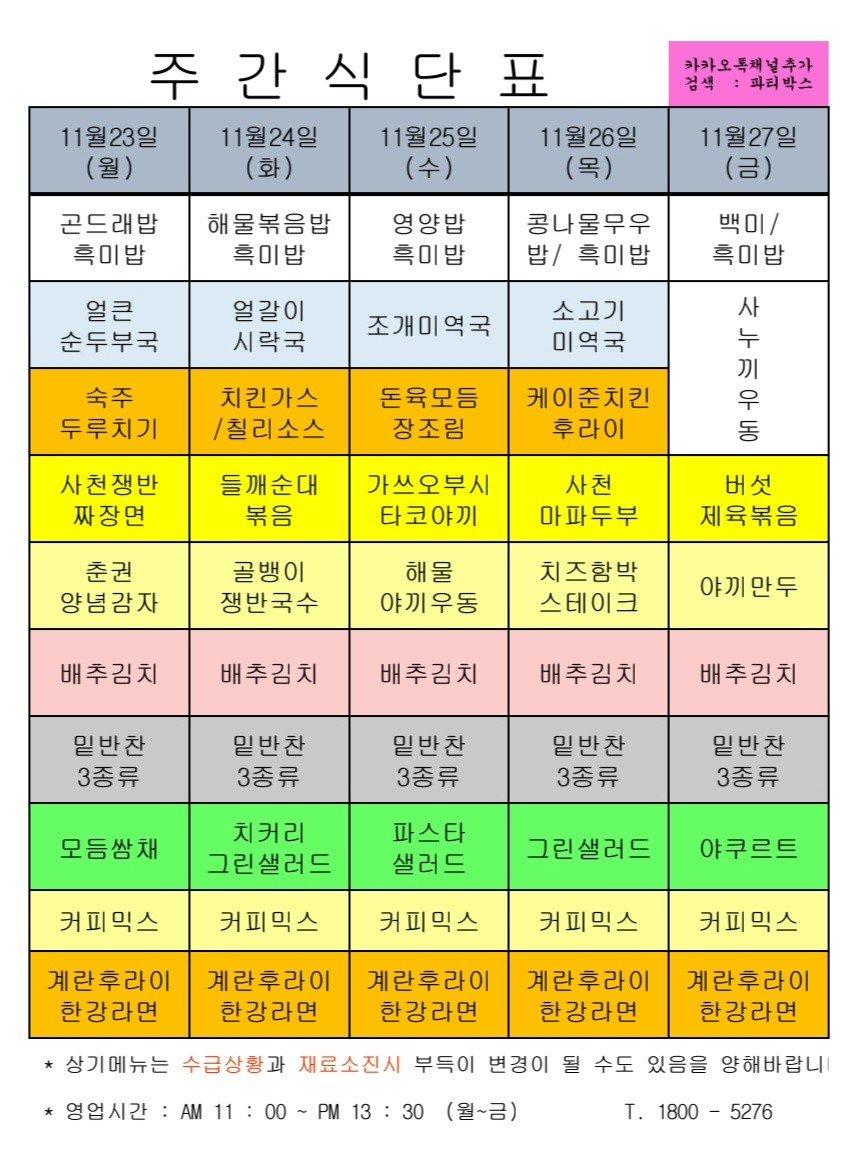 주 간 식 단 표
카카오톡채널추가
검색 : 파티박스
11월23일
(월)
11월24일
(화)
11월25일
(수)
11월26일
(목)
11월27일
(금)
곤드래밥
흑미밥
해물볶음밥
흑미밥
영양밥
흑미밥
콩나물무우
밥/ 흑미밥
백미/
흑미밥
얼큰
순두부국
얼갈이
시락국
조개미역국
소고기
미역국
사
누
끼
우
동
숙주
두루치기
치킨가스
/칠리소스
돈육모듬
장조림
케이준치킨
후라이
사천쟁반
짜장면
들깨순대
볶음
가쓰오부시
타코야끼
사천
마파두부
버섯
제육볶음
춘권
양념감자
골뱅이
쟁반국수
해물
야끼우동
치즈함박
스테이크
야끼만두
배추김치
배추김치
배추김치
배추김치
배추김치
밑반찬
3종류
밑반찬
3종류
밑반찬
3종류
밑반찬
3종류
밑반찬
3종류
모듬쌈채
치커리
그린샐러드
파스타
샐러드
그린샐러드
야쿠르트
커피믹스
커피믹스
커피믹스
커피믹스
커피믹스
계란후라이
한강라면
계란후라이
한강라면
계란후라이
한강라면
계란후라이
한강라면
계란후라이
한강라면
* 상기메뉴는 수급상황과 재료소진시 부득이 변경이 될 수도 있음을 양해바랍니
* 영업시간 : AM 11 : 00 ~ PM 13 : 30 (월~금) T. 1800 - 5276